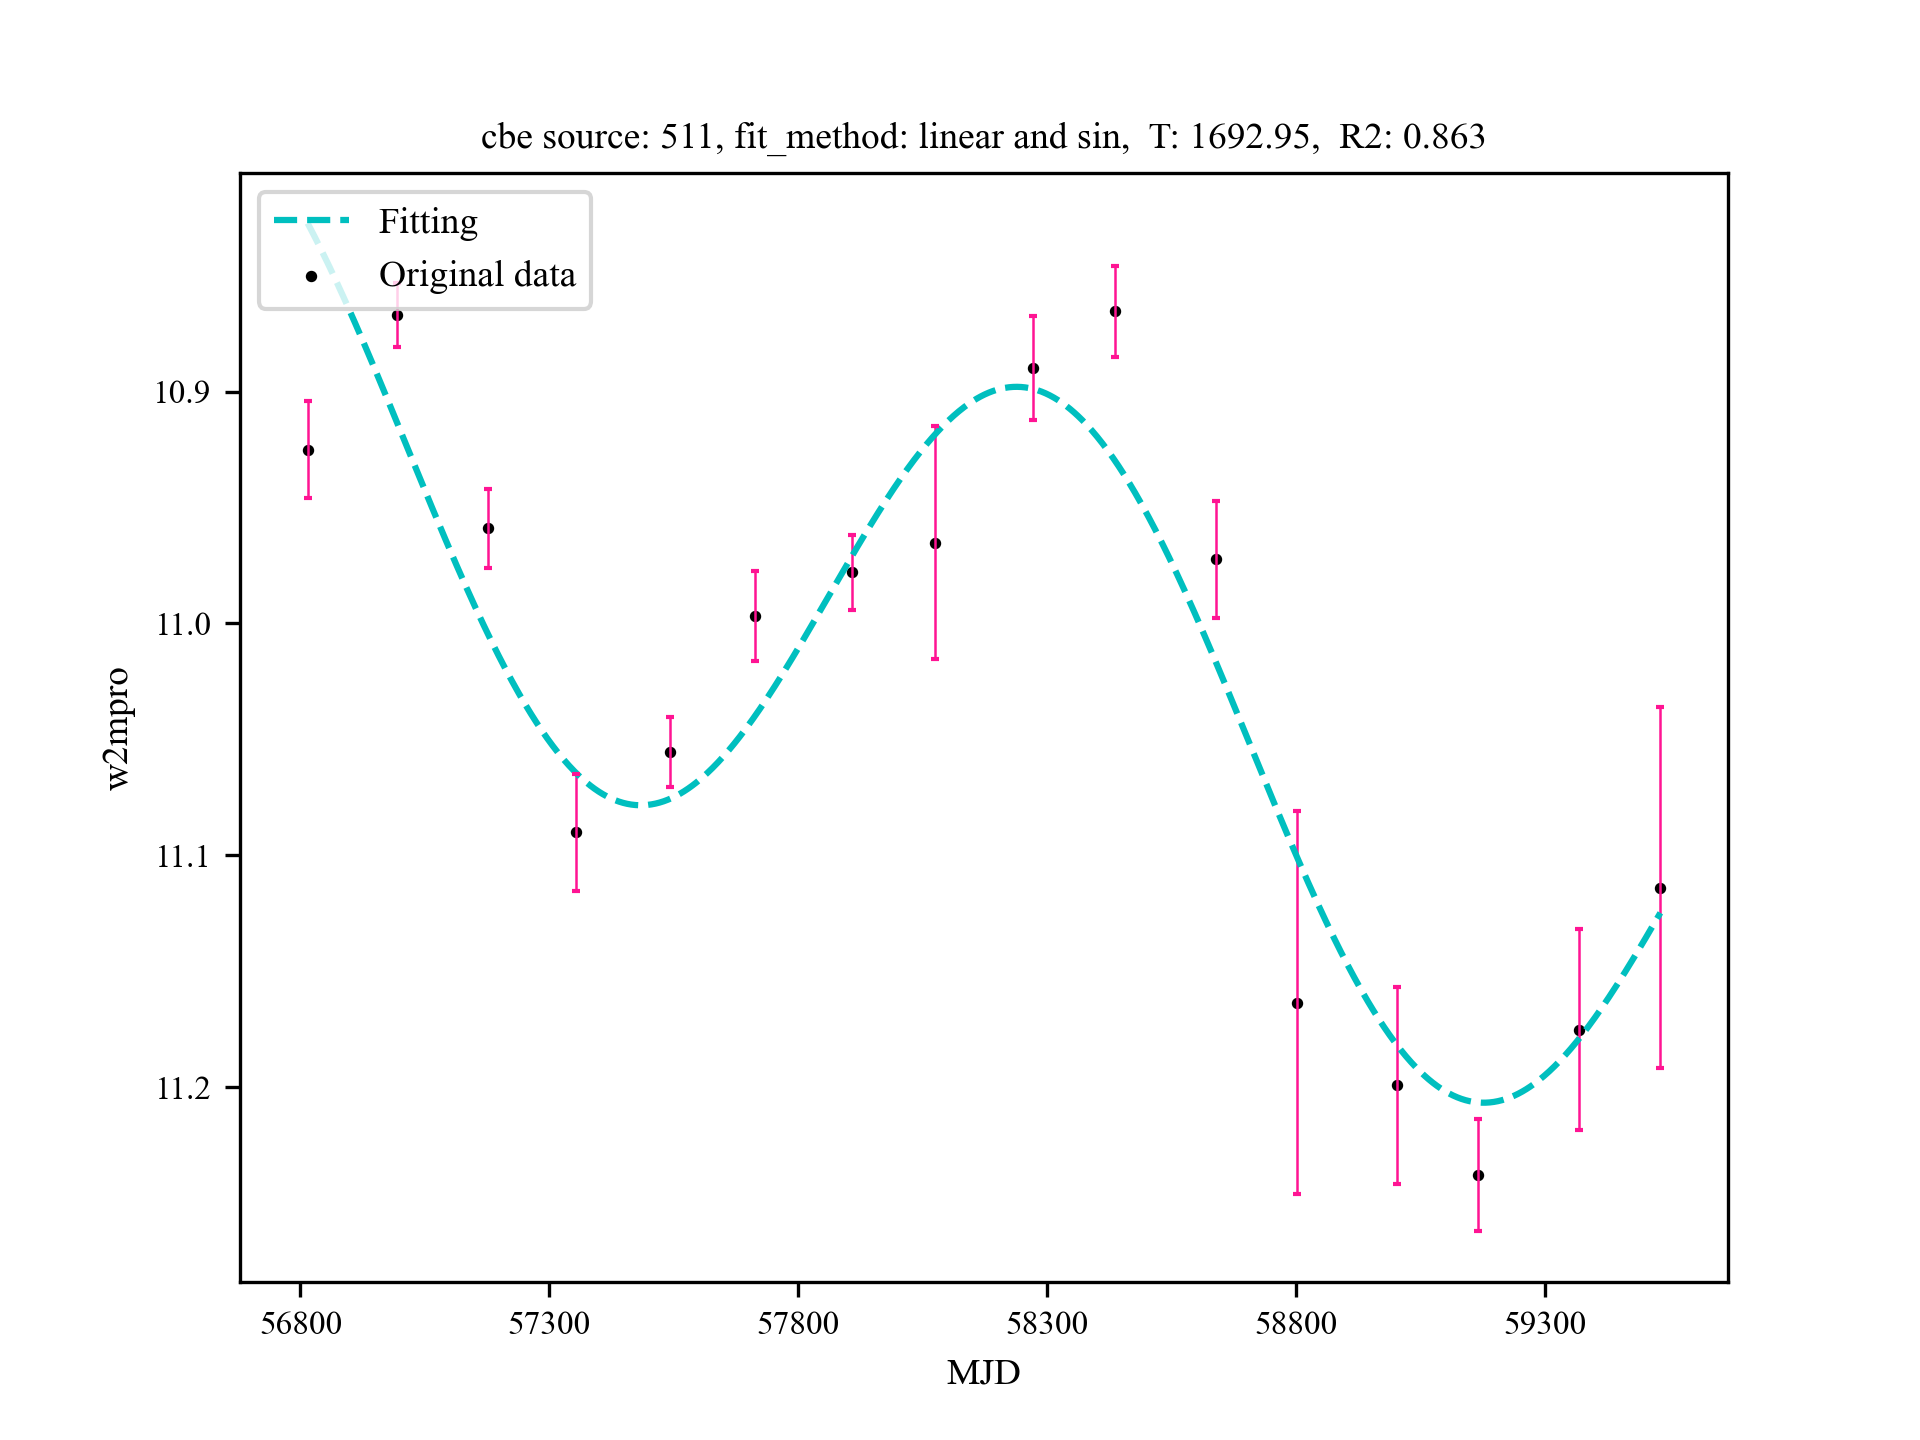 cbe source: 511, fit_method: linear and sin,  T: 1692.95,  R2: 0.863
Fitting
Original data
10.9
11.0
11.1
11.2
w2mpro
56800
57300
57800
58300
58800
59300
MJD